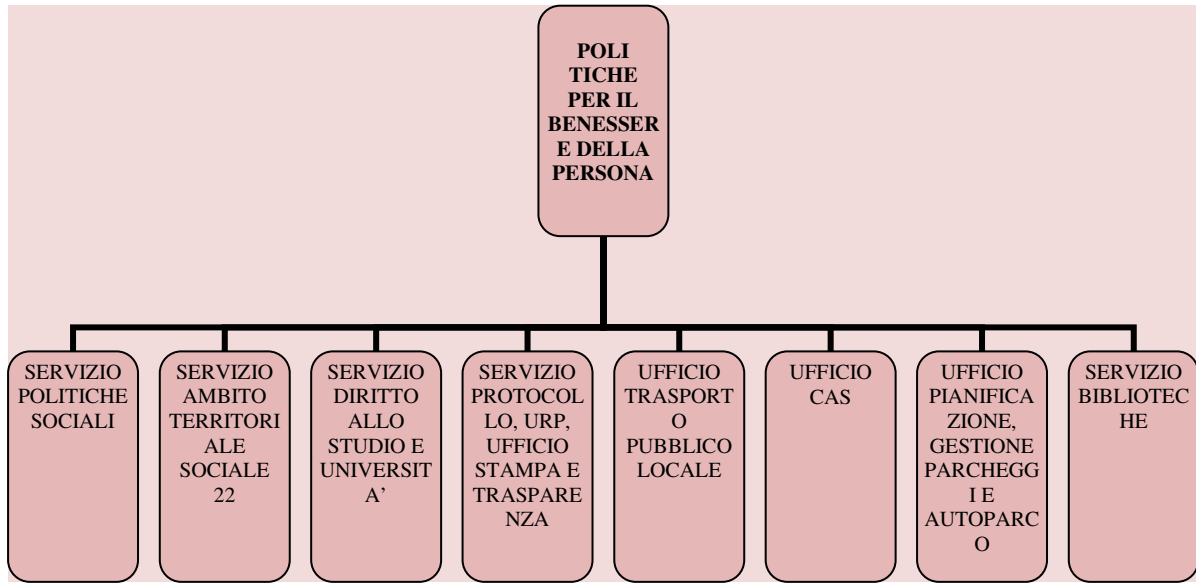 POLI
TICHE
PER IL
BENESSER
E DELLA
PERSONA
SERVIZIO
POLITICHE
SOCIALI
SERVIZIO
AMBITO
TERRITORI
ALE
SOCIALE
22
SERVIZIO
DIRITTO
ALLO
STUDIO E
UNIVERSIT
A’
SERVIZIO
PROTOCOL
LO, URP,
UFFICIO
STAMPA E
TRASPARE
NZA
UFFICIO
TRASPORT
O
PUBBLICO
LOCALE
UFFICIO
CAS
UFFICIO
PIANIFICA
ZIONE,
GESTIONE
PARCHEGG
I E
AUTOPARC
O
SERVIZIO
BIBLIOTEC
HE